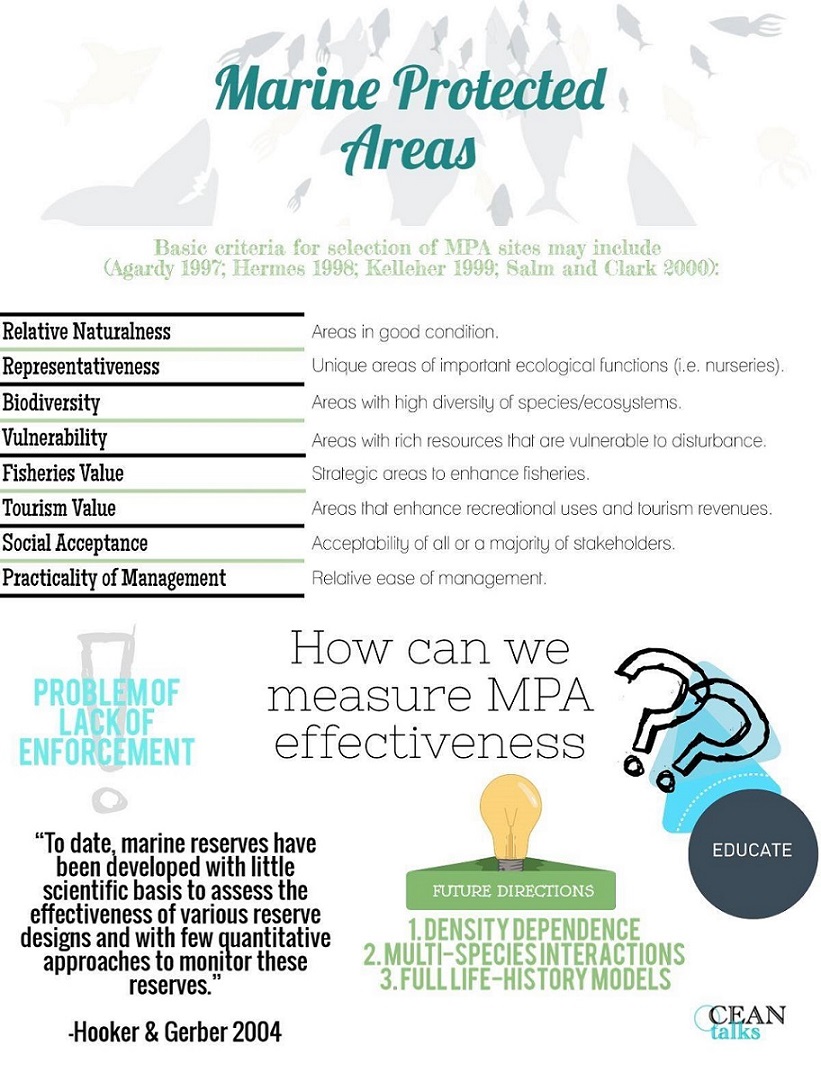 Marine Protected
Areas
Basic criteria for selection of MPA sites may include
(Agardy 1997; Hermes 1998; Kelleher 1999; Salm and Clark 2000):
Relative Naturalness Areas in good condition.
Representativeness Unique areas of important ecological functions (i.e. nurseries).
Biodiversity Areas with high diversity of species/ecosystems.
Vulnerability Areas with rich resources that are vulnerable to disturbance.
Fisheries Value Strategic areas to enhance fisheries.
Tourism Value Areas that enhance recreational uses and tourism revenues.
Social Acceptance Acceptability of all or a majority of stakeholders.
Practicality of Management Relative ease of management.
PROBLEM OF
LACK OF
ENFORCEMENT
How can we
measure MPA
effectiveness
??
EDUCATE
"To date, marine reserves have
been developed with little
scientific basis to assess the
effectiveness of various reserve
designs and with few quantitative
approaches to monitor these
reserves."
-Hooker & Gerber 2004
FUTURE DIRECTIONS
1. DENSITY DEPENDENCE
2. MULTI-SPECIES INTERACTIONS
3. FULL LIFE-HISTORY MODELS
OCEAN
talks